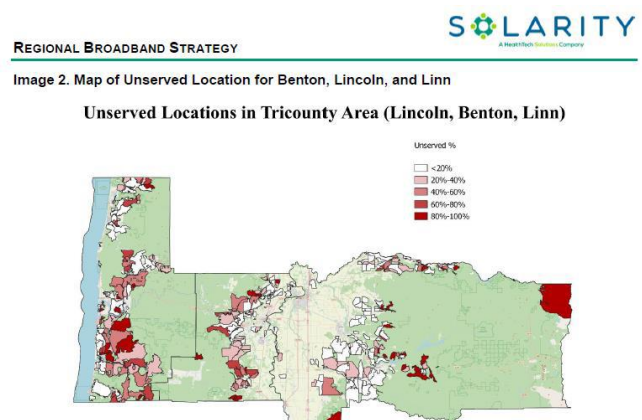 SOLARITY
A HealthTech Solutions Company
REGIONAL BROADBAND STRATEGY
Image 2. Map of Unserved Location for Benton, Lincoln, and Linn
Unserved Locations in Tricounty Area (Lincoln, Benton, Linn)
Unserved %
<20%
20%-40%
40%-60%
60%-80%
80%-100%